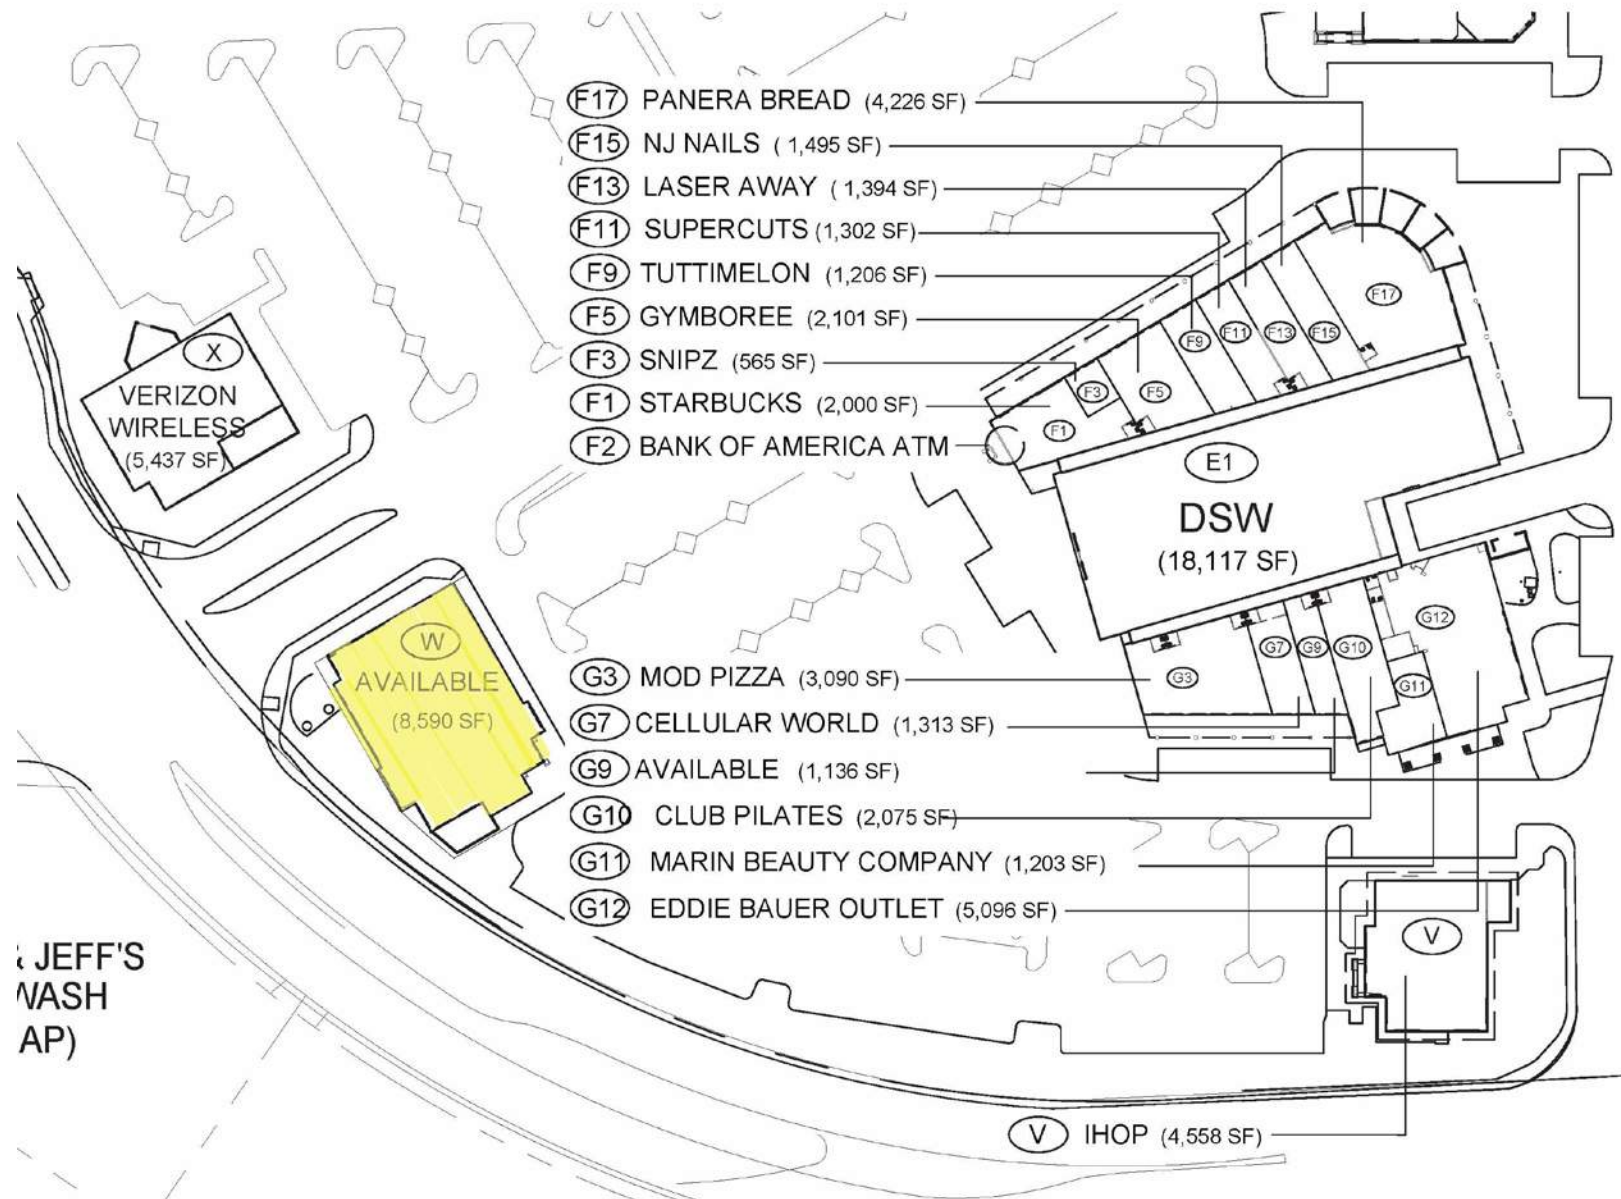 F17 PANERA BREAD (4,226 SF)
F15 NJ NAILS ( 1,495 SF)
F13 LASER AWAY ( 1,394 SF)
F11 SUPERCUTS (1,302 SF)
F9 TUTTIMELON (1,206 SF)
F5 GYMBOREE (2,101 SF)
F3 SNIPZ (565 SF)
F1 STARBUCKS (2,000 SF)
F2 BANK OF AMERICA ATM
X
VERIZON
WIRELESS
(5,437 SF)
F17
F15
F13
F11
F9
F5
F3
F1
E1
DSW
(18,117 SF)
W
AVAILABLE
(8,590 SF)
G3
G7
G9
G10
G11
G12
G3 MOD PIZZA (3,090 SF)
G7 CELLULAR WORLD (1,313 SF)
G9 AVAILABLE (1,136 SF)
G10 CLUB PILATES (2,075 SF)
G11 MARIN BEAUTY COMPANY (1,203 SF)
G12 EDDIE BAUER OUTLET (5,096 SF)
V
JEFF'S
WASH
AP)
V IHOP (4,558 SF)